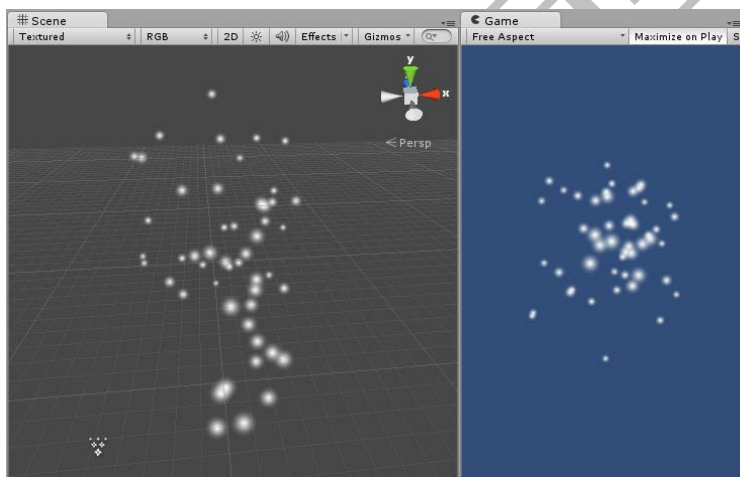 Scene
Textured RGB 2D Effects Gizmos
y
x
Persp
Game
Free Aspect Maximize on Play S